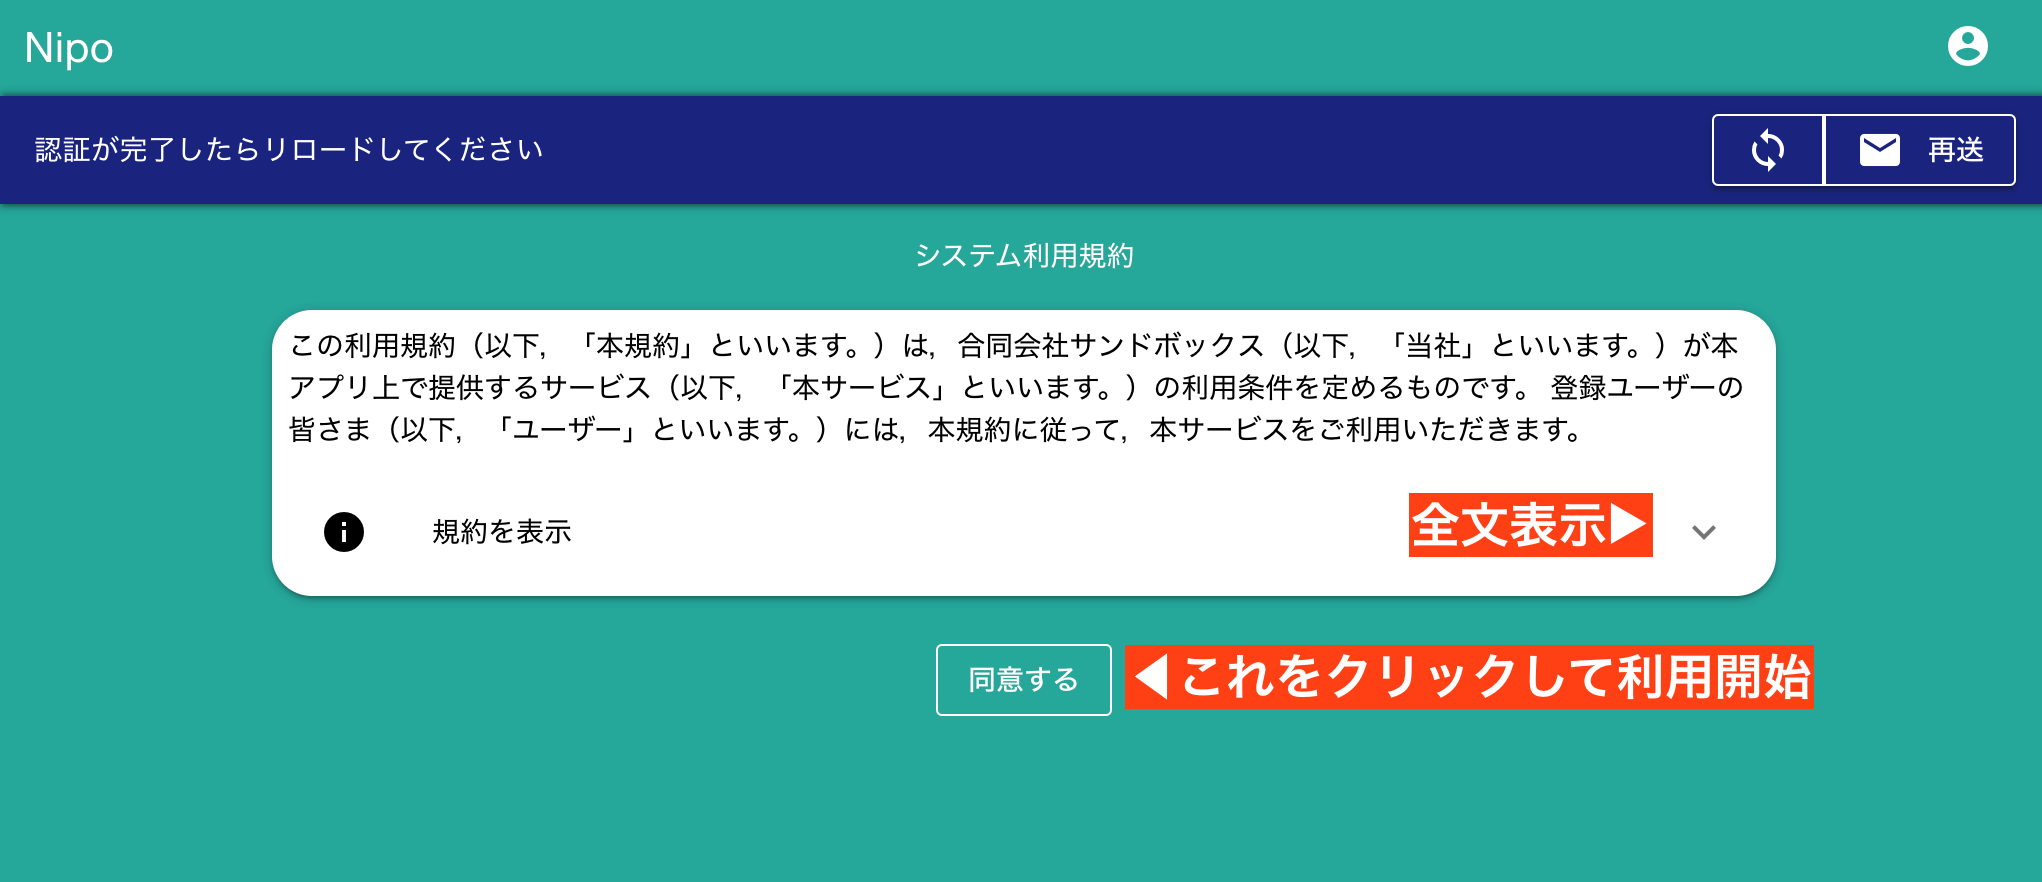 Nipo
認証が完了したらリロードしてください
再送
システム利用規約
この利用規約（以下，「本規約」といいます。）は，合同会社サンドボックス（以下，「当社」といいます。）が本
アプリ上で提供するサービス（以下，「本サービス」といいます。）の利用条件を定めるものです。 登録ユーザーの
皆さま（以下，「ユーザー」といいます。）には，本規約に従って，本サービスをご利用いただきます。
規約を表示
全文表示▶
同意する
◀これをクリックして利用開始